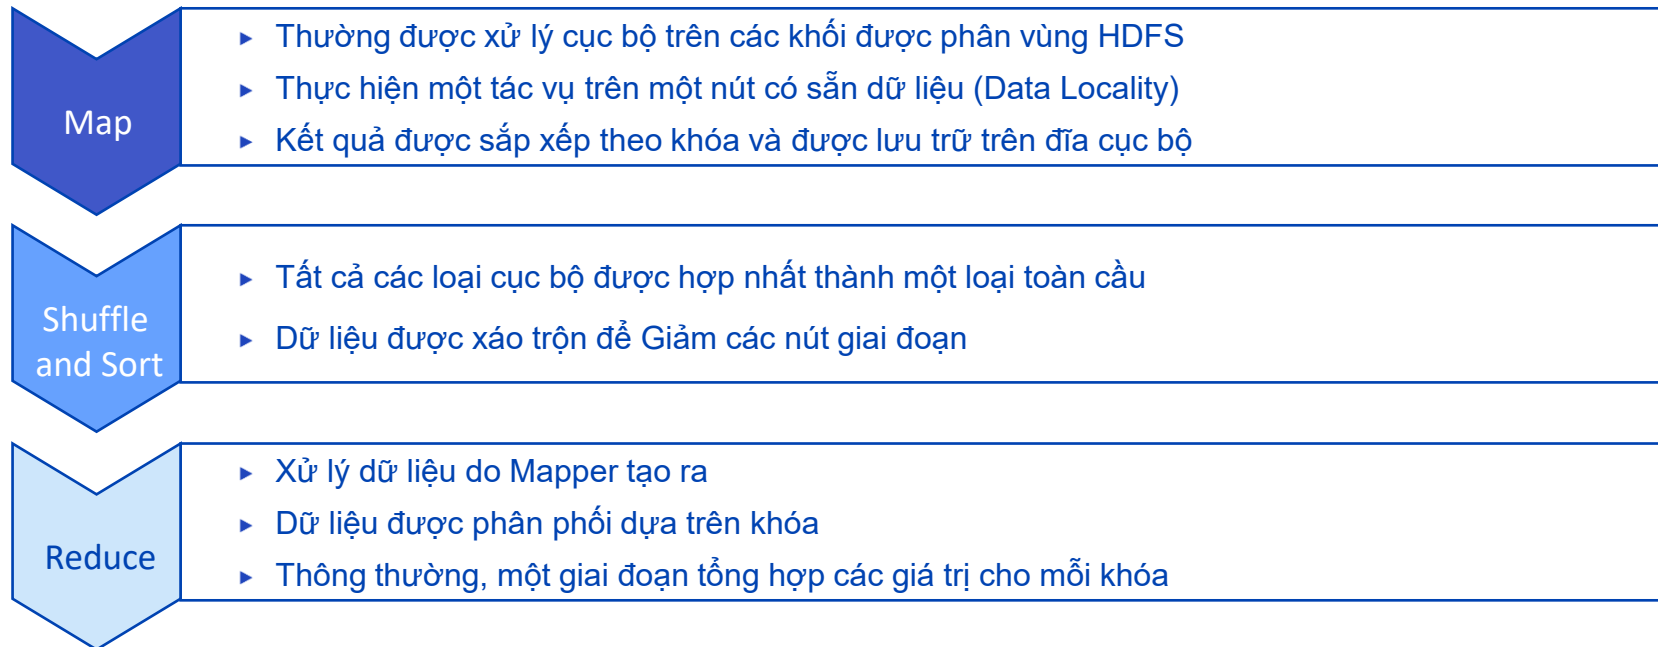 Map
Thường được xử lý cục bộ trên các khối được phân vùng HDFS
Thực hiện một tác vụ trên một nút có sẵn dữ liệu (Data Locality)
Kết quả được sắp xếp theo khóa và được lưu trữ trên đĩa cục bộ
Shuffle
and Sort
Tất cả các loại cục bộ được hợp nhất thành một loại toàn cầu
Dữ liệu được xáo trộn để Giảm các nút giai đoạn
Reduce
Xử lý dữ liệu do Mapper tạo ra
Dữ liệu được phân phối dựa trên khóa
Thông thường, một giai đoạn tổng hợp các giá trị cho mỗi khóa